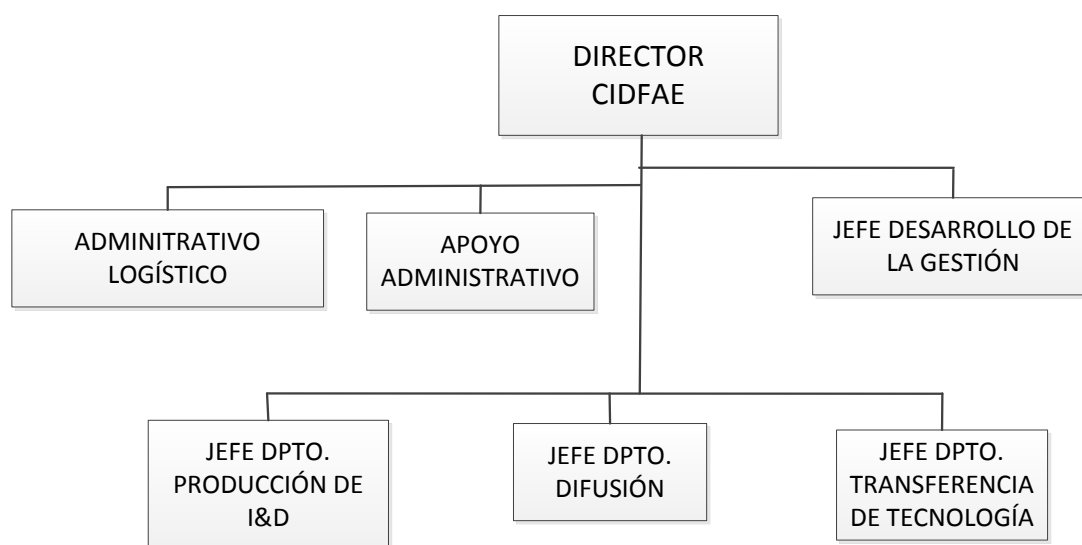 DIRECTOR
CIDFAE
ADMINITRATIVO
LOGÍSTICO
APOYO
ADMINISTRATIVO
JEFE DESARROLLO DE
LA GESTIÓN
JEFE DPTO.
PRODUCCIÓN DE
I&D
JEFE DPTO.
DIFUSIÓN
JEFE DPTO.
TRANSFERENCIA
DE TECNOLOGÍA